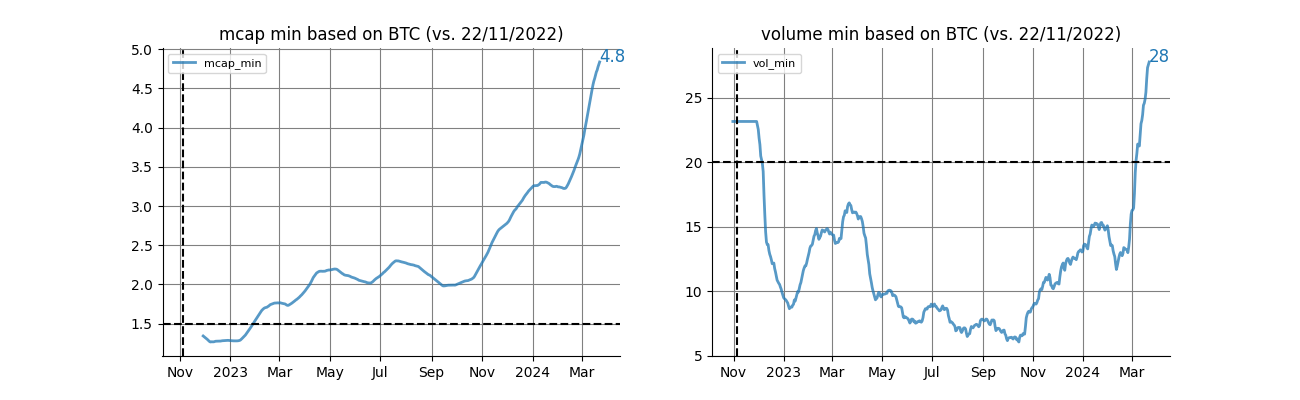 mcap min based on BTC (vs. 22/11/2022)
5.0
4.5
4.0
3.5
3.0
2.5
2.0
1.5
mcap_min
4.8
Nov 2023 Mar May Jul Sep Nov 2024 Mar
volume min based on BTC (vs. 22/11/2022)
25
20
15
10
5
vol_min
28
Nov 2023 Mar May Jul Sep Nov 2024 Mar